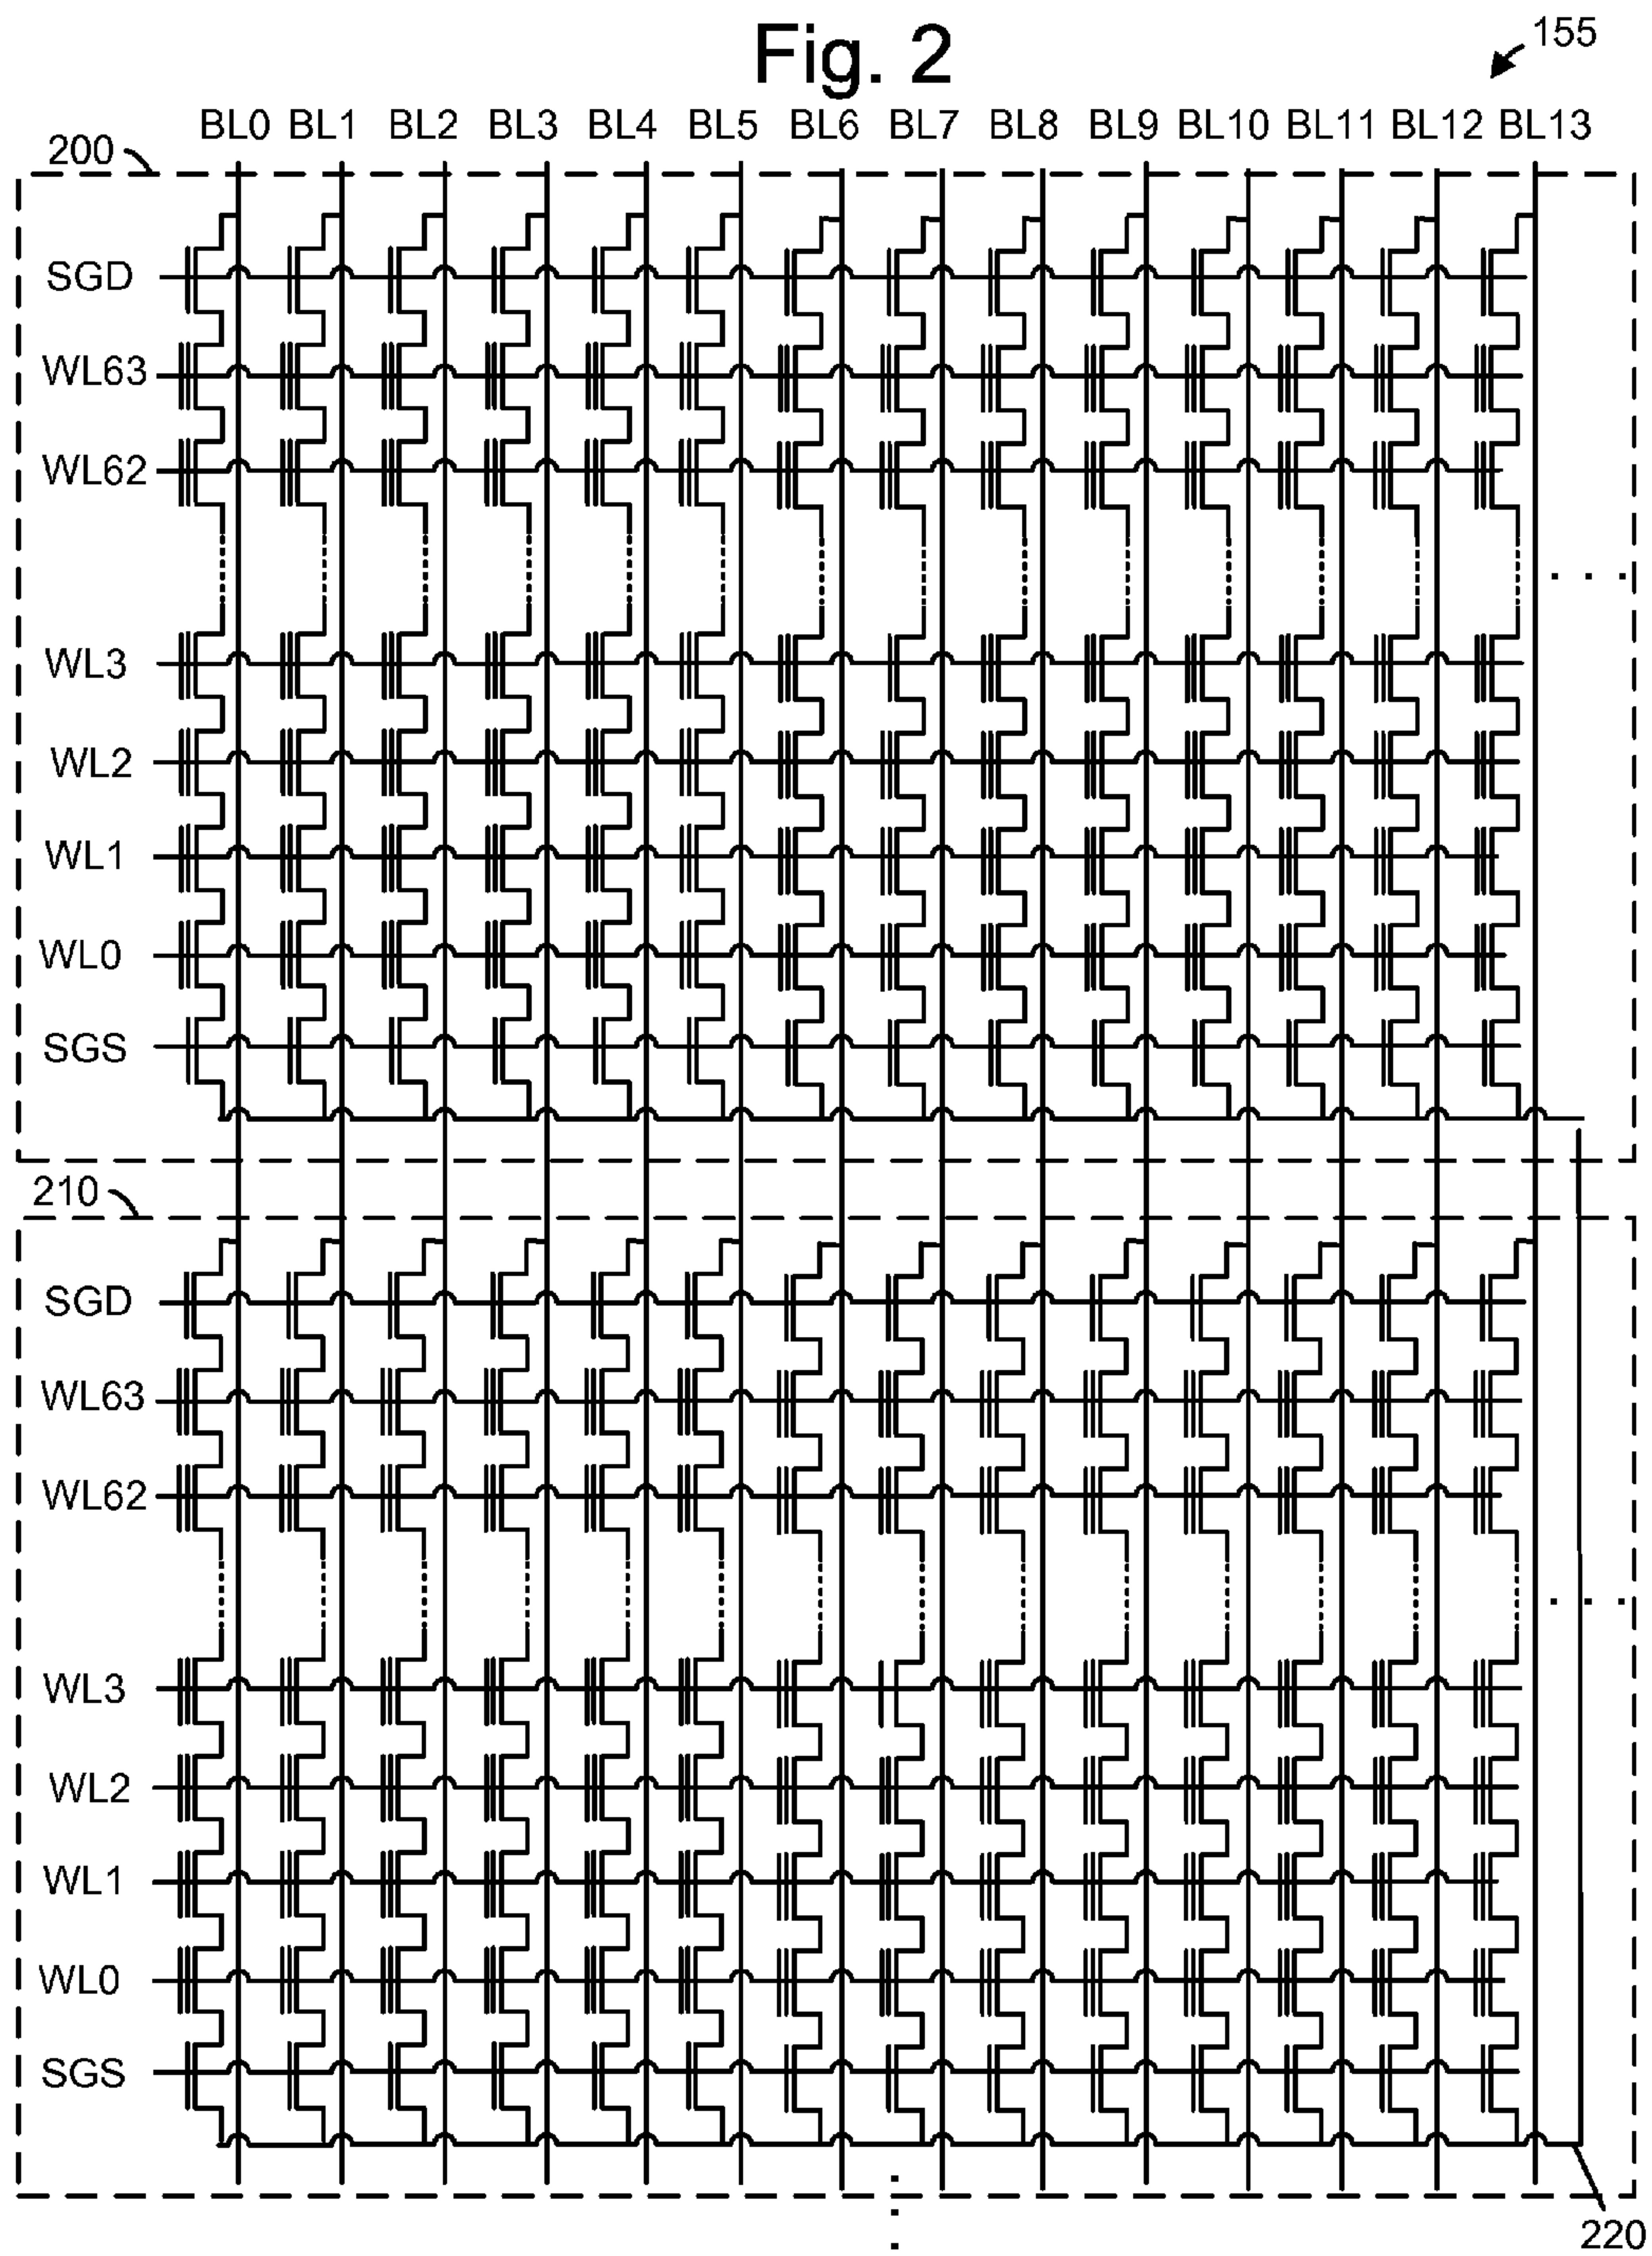 Fig. 2
155
BL0 BL1 BL2 BL3 BL4 BL5 BL6 BL7 BL8 BL9 BL10 BL11 BL12 BL13
200
SGD
WL63
WL62
. . .
WL3
WL2
WL1
WL0
SGS
210
SGD
WL63
WL62
. . .
WL3
WL2
WL1
WL0
SGS
220